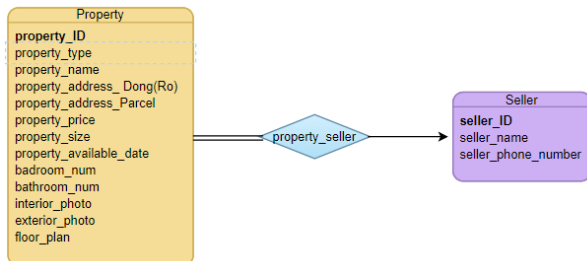 Property
property_ID
property_type
property_name
property_address_ Dong(Ro)
property_address_Parcel
property_price
property_size
property_available_date
badroom_num
bathroom_num
interior_photo
exterior_photo
floor_plan
property_seller
Seller
seller_ID
seller_name
seller_phone_number